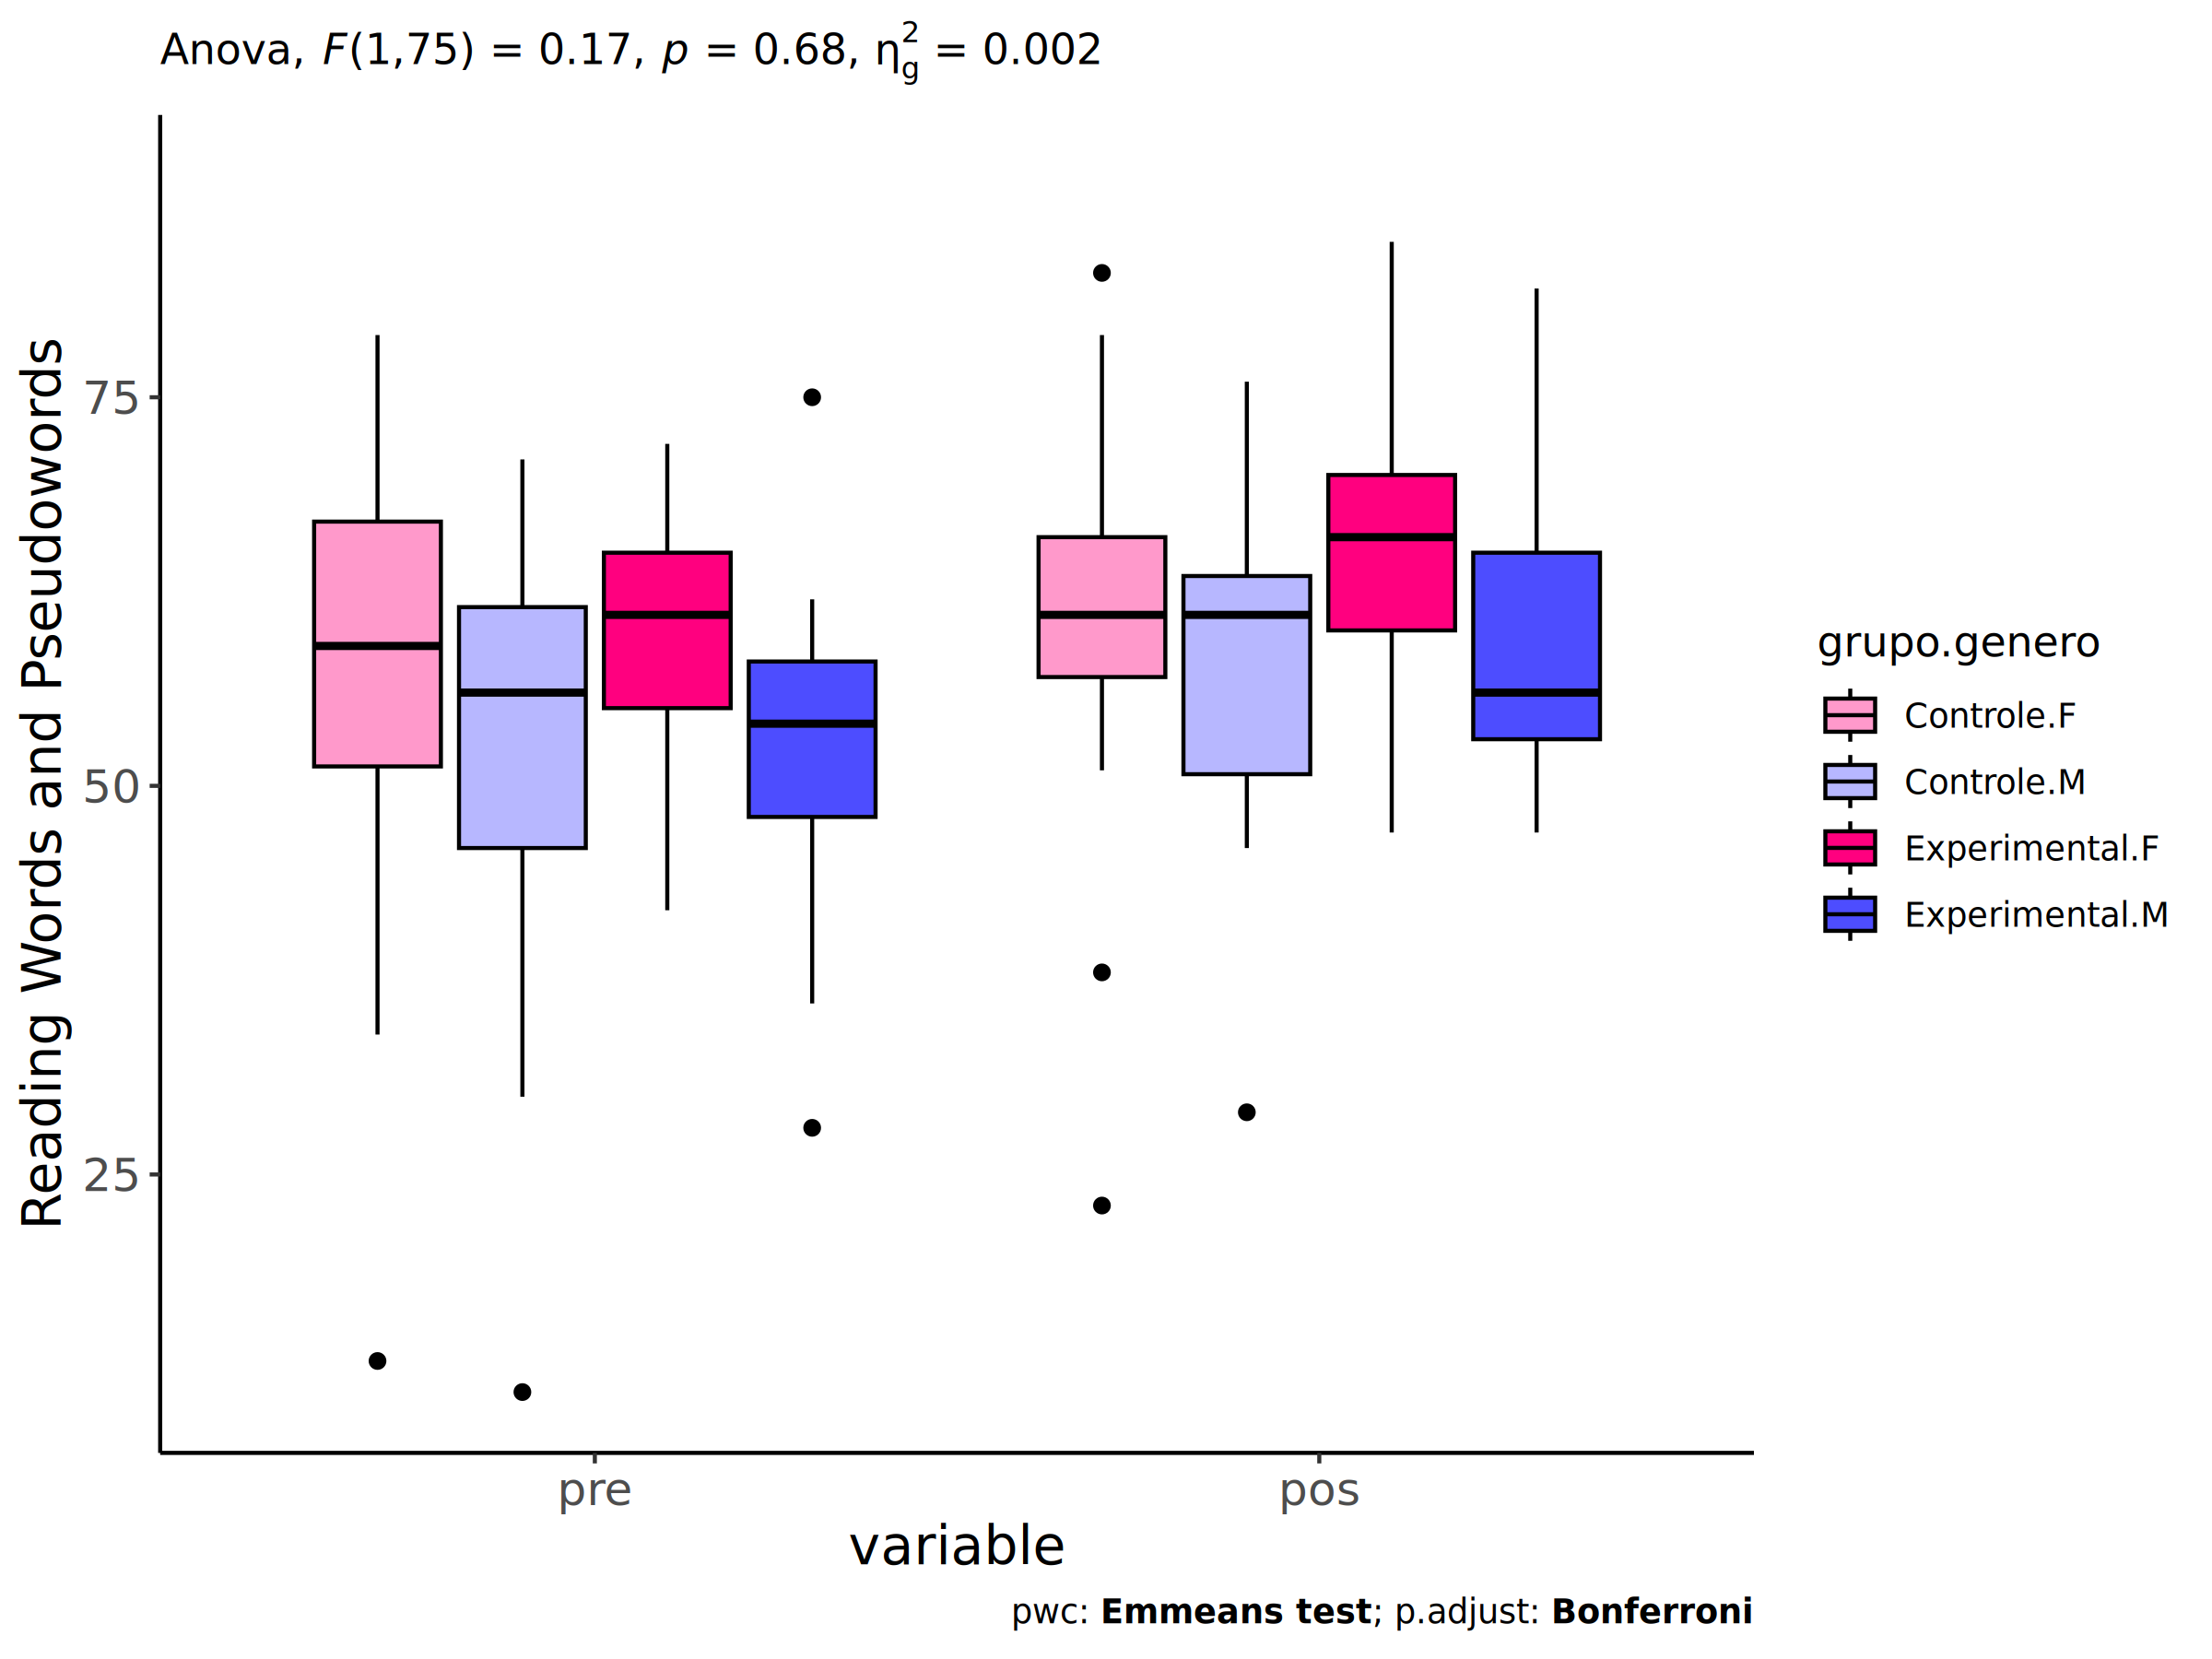 Anova, F(1,75) = 0.17, p = 0.68, η²g = 0.002
Reading Words and Pseudowords
75
50
25
pre
pos
variable
grupo.genero
Controle.F
Controle.M
Experimental.F
Experimental.M
pwc: Emmeans test; p.adjust: Bonferroni